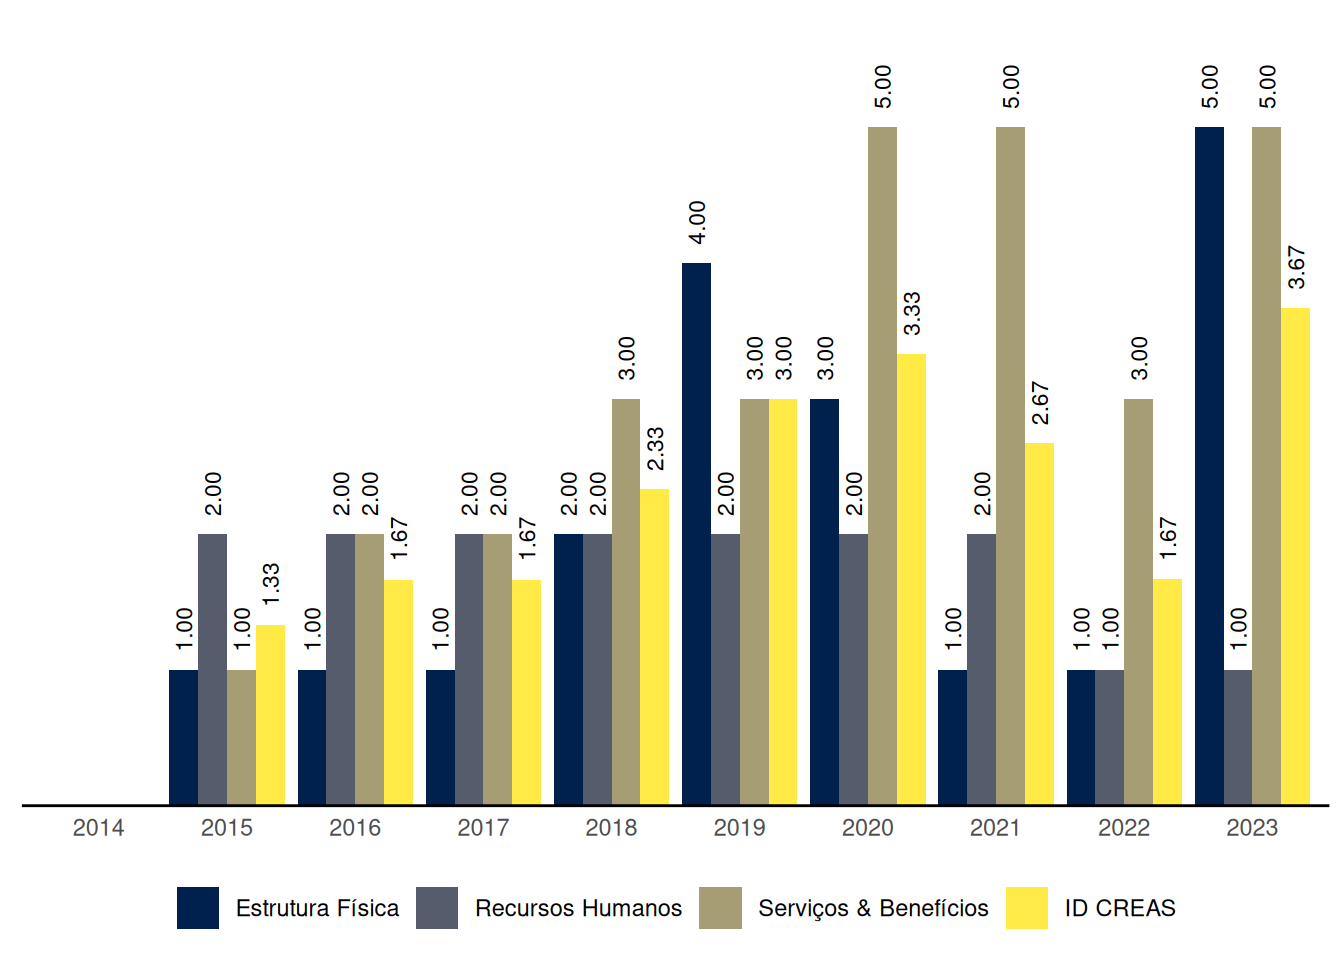 5.00 5.00 5.00 5.00
4.00
3.67
3.33
3.00 3.00 3.00 3.00 3.00
2.67
2.33
2.00 2.00 2.00 2.00 2.00 2.00 2.00 2.00 2.00 2.00
1.67 1.67 1.67
1.33
1.00 1.00 1.00 1.00 1.00 1.00 1.00 1.00
2014 2015 2016 2017 2018 2019 2020 2021 2022 2023
Estrutura Física Recursos Humanos Serviços & Benefícios ID CREAS